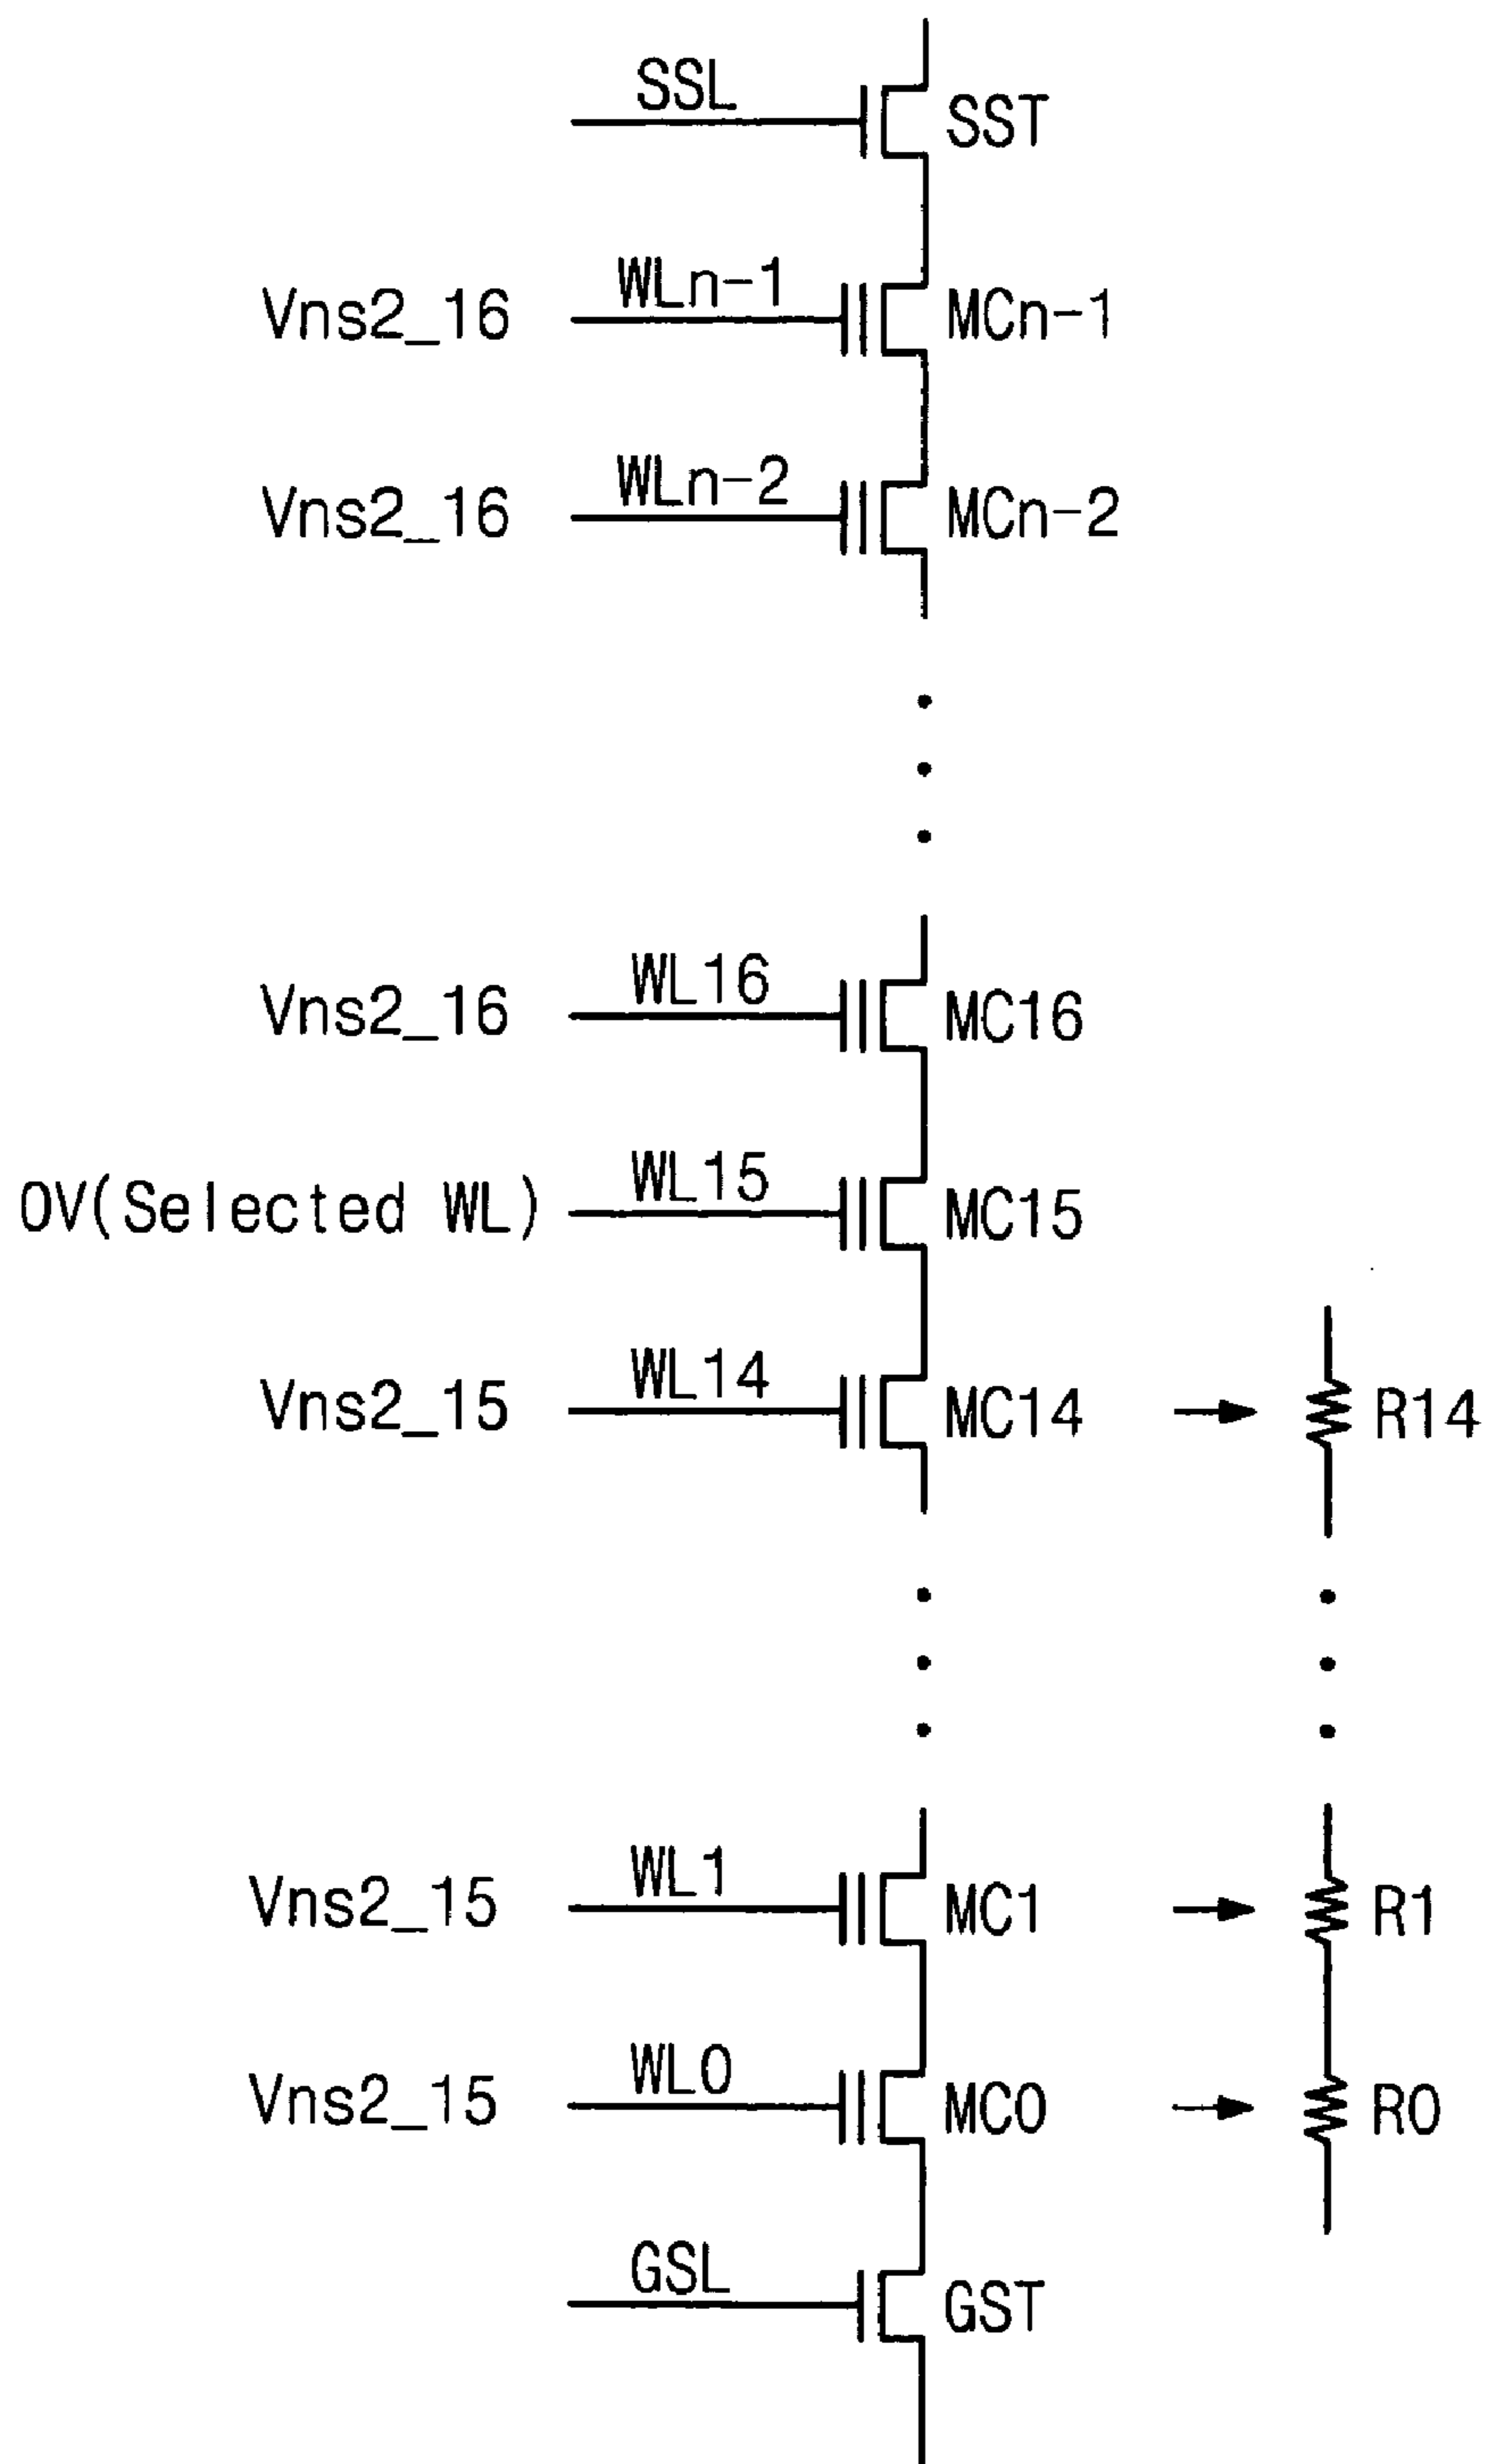 SSL SST
Vns2_16 WLn-1 MCn-1
Vns2_16 WLn-2 MCn-2
Vns2_16 WL16 MC16
0V(Selected WL) WL15 MC15
Vns2_15 WL14 MC14 R14
Vns2_15 WL1 MC1 R1
Vns2_15 WL0 MC0 R0
GSL GST